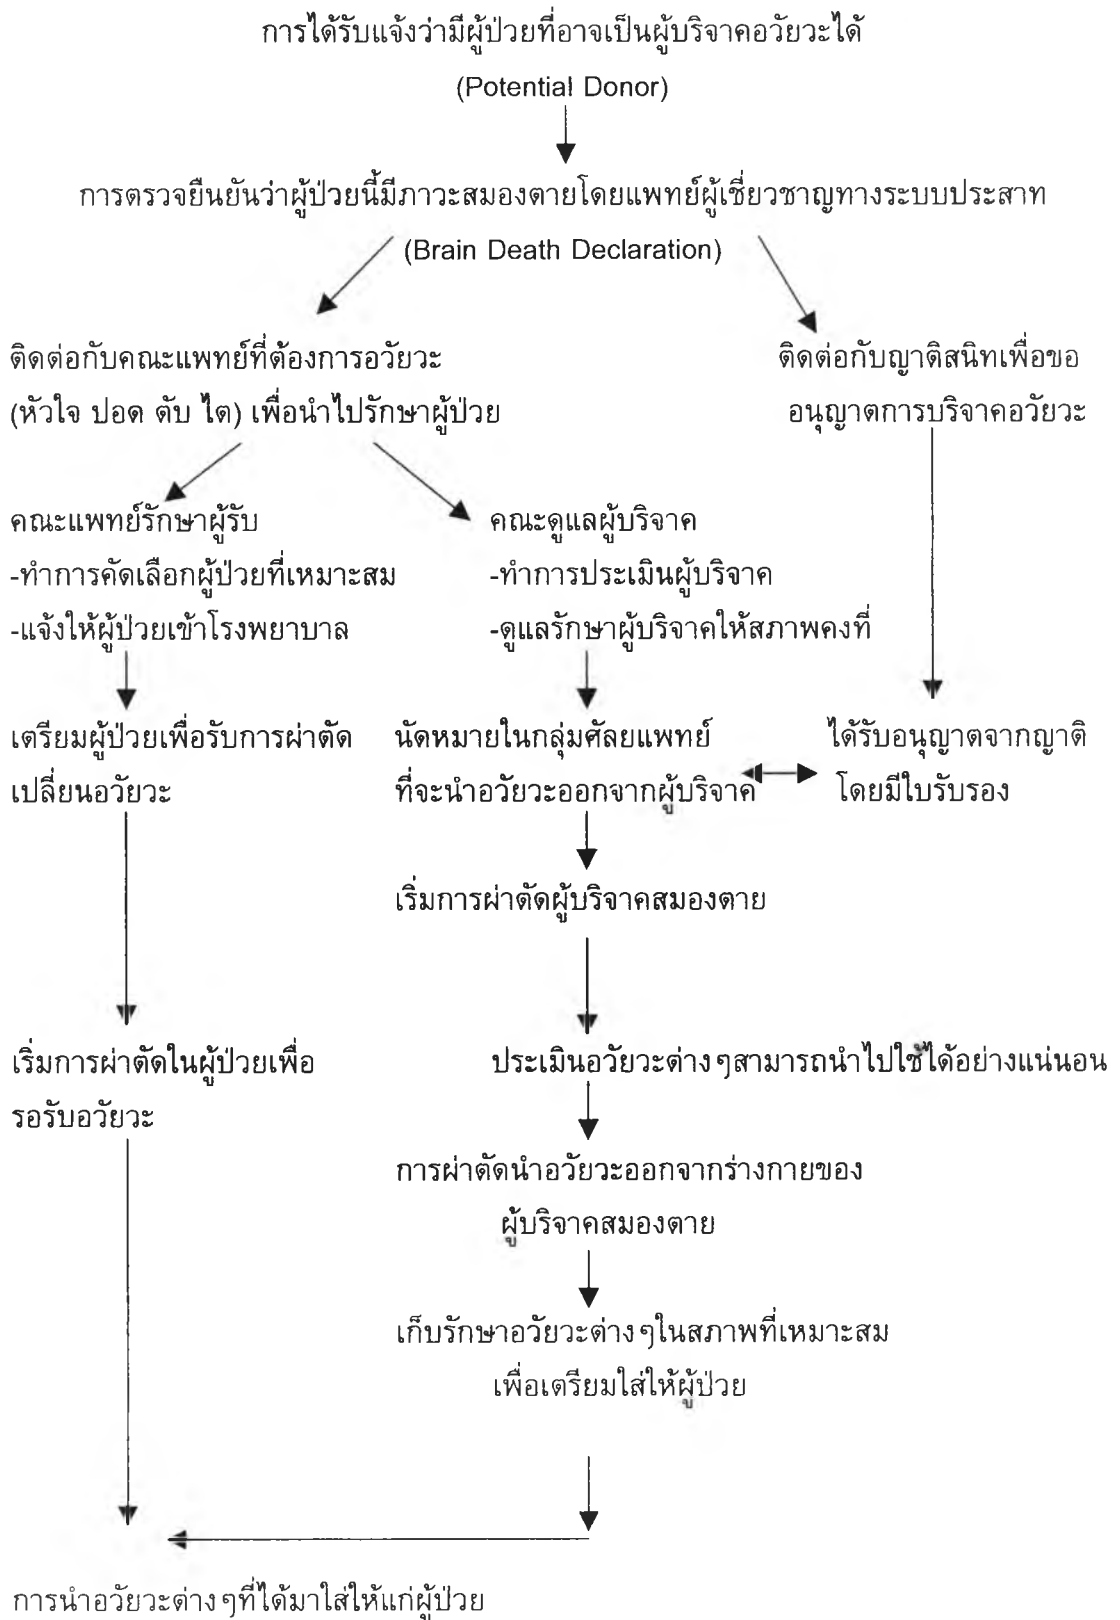 การได้รับแจ้งว่ามีผู้ป่วยที่อาจเป็นผู้บริจาคอวัยวะได้
(Potential Donor)
การตรวจยืนยันว่าผู้ป่วยนี้มีภาวะสมองตายโดยแพทย์ผู้เชี่ยวชาญทางระบบประสาท
(Brain Death Declaration)
ติดต่อกับคณะแพทย์ที่ต้องการอวัยวะ
(หัวใจ ปอด ตับ ไต) เพื่อนำไปรักษาผู้ป่วย
ติดต่อกับญาติสนิทเพื่อขอ
อนุญาตการบริจาคอวัยวะ
คณะแพทย์รักษาผู้รับ
-ทำการคัดเลือกผู้ป่วยที่เหมาะสม
-แจ้งให้ผู้ป่วยเข้าโรงพยาบาล
คณะดูแลผู้บริจาค
-ทำการประเมินผู้บริจาค
-ดูแลรักษาผู้บริจาคให้สภาพคงที่
เตรียมผู้ป่วยเพื่อรับการผ่าตัด
เปลี่ยนอวัยวะ
นัดหมายในกลุ่มศัลยแพทย์
ที่จะนำอวัยวะออกจากผู้บริจาค
ได้รับอนุญาตจากญาติ
โดยมีใบรับรอง
เริ่มการผ่าตัดผู้บริจาคสมองตาย
เริ่มการผ่าตัดในผู้ป่วยเพื่อ
รอรับอวัยวะ
ประเมินอวัยวะต่างๆสามารถนำไปใช้ได้อย่างแน่นอน
การผ่าตัดนำอวัยวะออกจากร่างกายของ
ผู้บริจาคสมองตาย
เก็บรักษาอวัยวะต่างๆในสภาพที่เหมาะสม
เพื่อเตรียมใส่ให้ผู้ป่วย
การนำอวัยวะต่างๆที่ได้มาใส่ให้แก่ผู้ป่วย